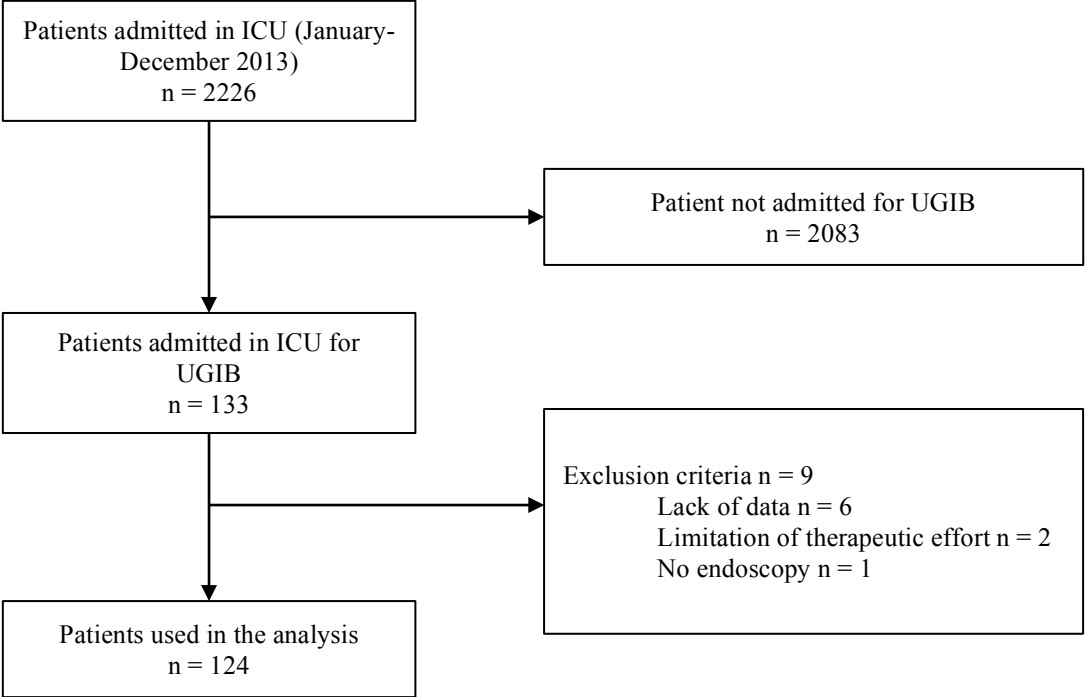 Patients admitted in ICU (January-
December 2013)
n = 2226
Patient not admitted for UGIB
n = 2083
Patients admitted in ICU for
UGIB
n = 133
Exclusion criteria n = 9
Lack of data n = 6
Limitation of therapeutic effort n = 2
No endoscopy n = 1
Patients used in the analysis
n = 124